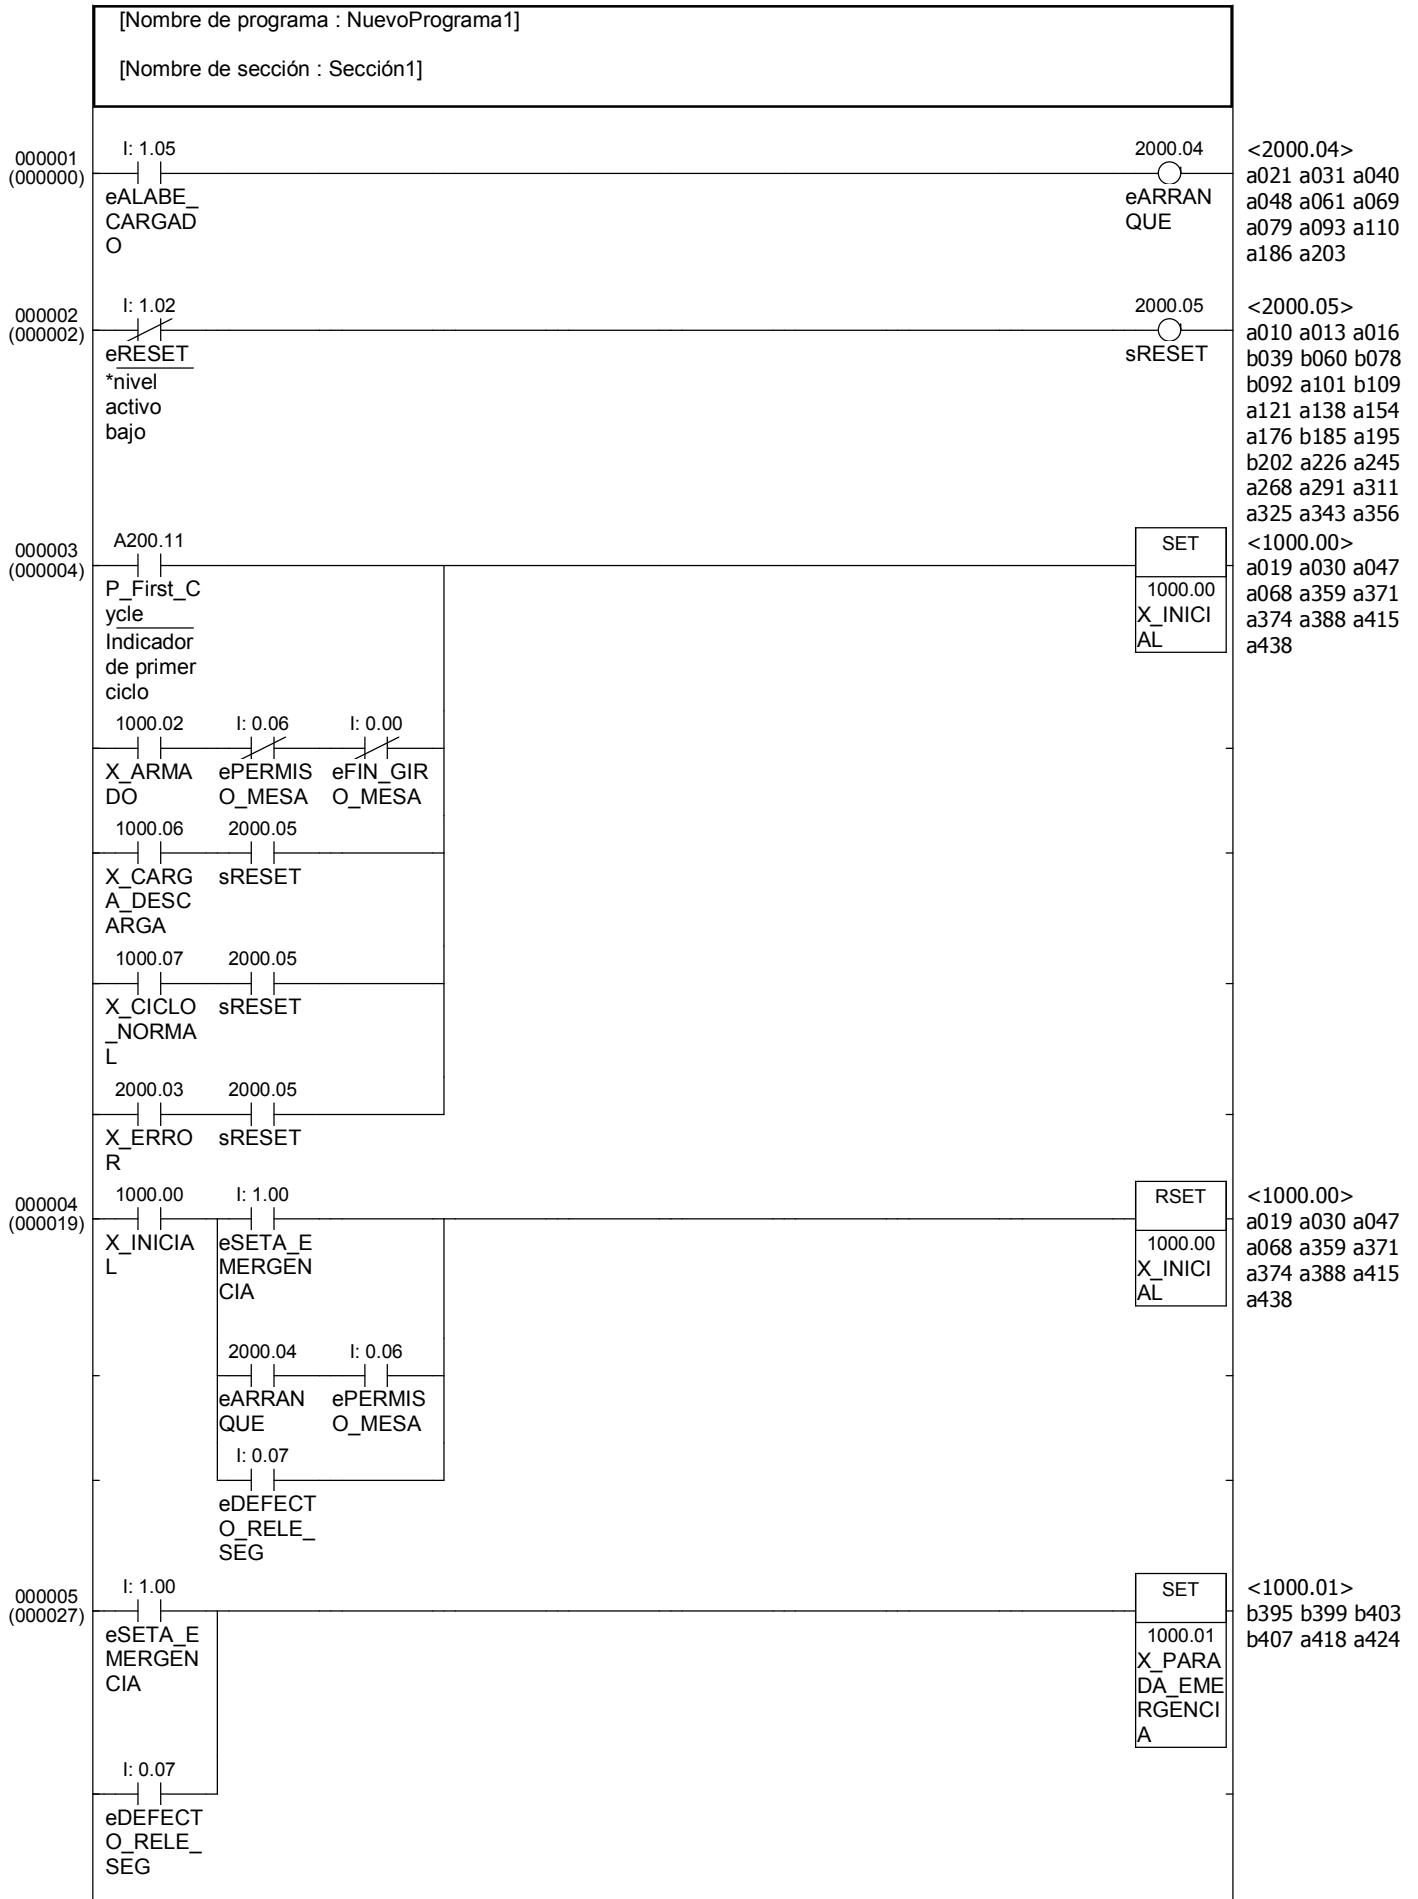 [Nombre de programa : NuevoPrograma1]
[Nombre de sección : Sección1]
000001
(000000)
I: 1.05
eALABE_
CARGAD
O
2000.04
eARRAN
QUE
<2000.04>
a021 a031 a040
a048 a061 a069
a079 a093 a110
a186 a203
000002
(000002)
I: 1.02
eRESET
*nivel
activo
bajo
2000.05
sRESET
<2000.05>
a010 a013 a016
b039 b060 b078
b092 a101 b109
a121 a138 a154
a176 b185 a195
b202 a226 a245
a268 a291 a311
a325 a343 a356
000003
(000004)
A200.11
P_First_C
ycle
Indicador
de primer
ciclo
SET
1000.00
X_INICI
AL
<1000.00>
a019 a030 a047
a068 a359 a371
a374 a388 a415
a438
1000.02 I: 0.06 I: 0.00
X_ARMA ePERMIS eFIN_GIR
DO O_MESA O_MESA
1000.06 2000.05
X_CARG sRESET
A_DESC
ARGA
1000.07 2000.05
X_CICLO sRESET
_NORMA
L
2000.03 2000.05
X_ERRO sRESET
R
000004
(000019)
1000.00 I: 1.00
X_INICIA eSETA_E
L MERGEN
CIA
RSET
1000.00
X_INICI
AL
<1000.00>
a019 a030 a047
a068 a359 a371
a374 a388 a415
a438
2000.04 I: 0.06
eARRAN ePERMIS
QUE O_MESA
I: 0.07
eDEFECT
O_RELE_
SEG
000005
(000027)
I: 1.00
eSETA_E
MERGEN
CIA
SET
1000.01
X_PARA
DA_EME
RGENCI
A
<1000.01>
b395 b399 b403
b407 a418 a424
I: 0.07
eDEFECT
O_RELE_
SEG